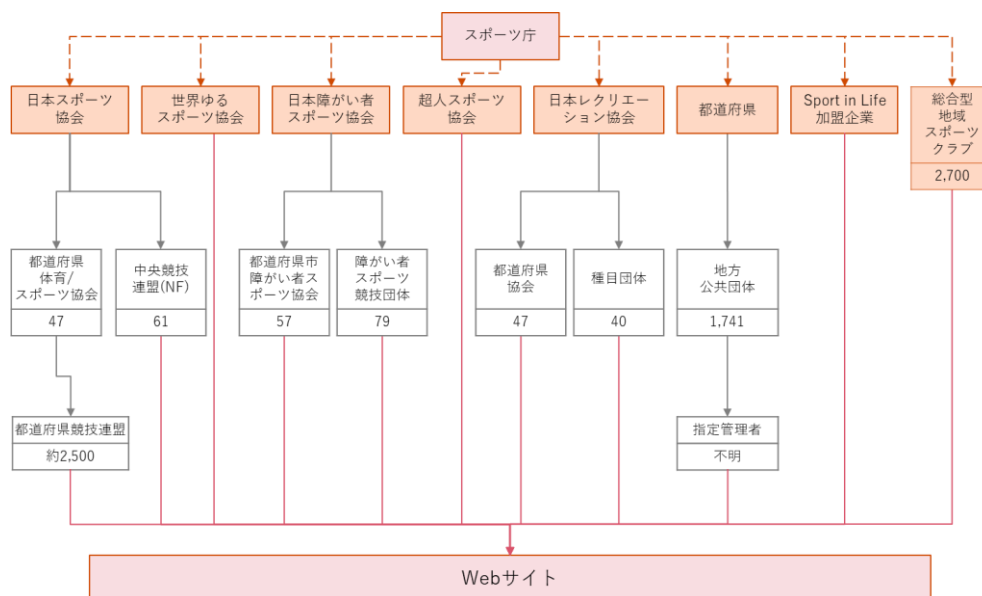 スポーツ庁
日本スポーツ
協会
世界ゆる
スポーツ協会
日本障がい者
スポーツ協会
超人スポーツ
協会
日本レクリエー
ション協会
都道府県
Sport in Life
加盟企業
総合型
地域
スポーツ
クラブ
2,700
都道府県
体育/
スポーツ協会
47
中央競技
連盟(NF)
61
都道府県市
障がい者ス
ポーツ協会
57
障がい者
スポーツ
競技団体
79
都道府県
協会
47
種目団体
40
地方
公共団体
1,741
都道府県競技連盟
約2,500
指定管理者
不明
Webサイト